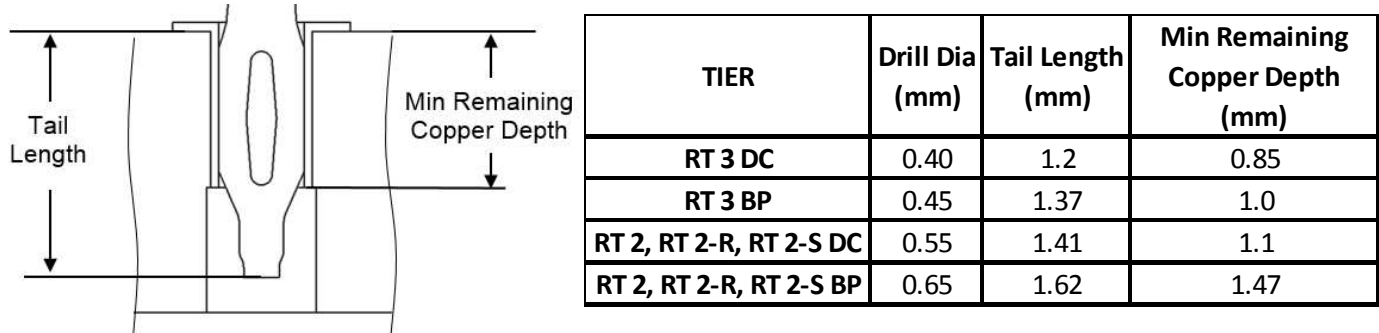 Tail
Length
Min Remaining
Copper Depth
TIER
Drill Dia
(mm)
Tail Length
(mm)
Min Remaining
Copper Depth
(mm)
RT 3 DC 0.40 1.2 0.85
RT 3 BP 0.45 1.37 1.0
RT 2, RT 2-R, RT 2-S DC 0.55 1.41 1.1
RT 2, RT 2-R, RT 2-S BP 0.65 1.62 1.47